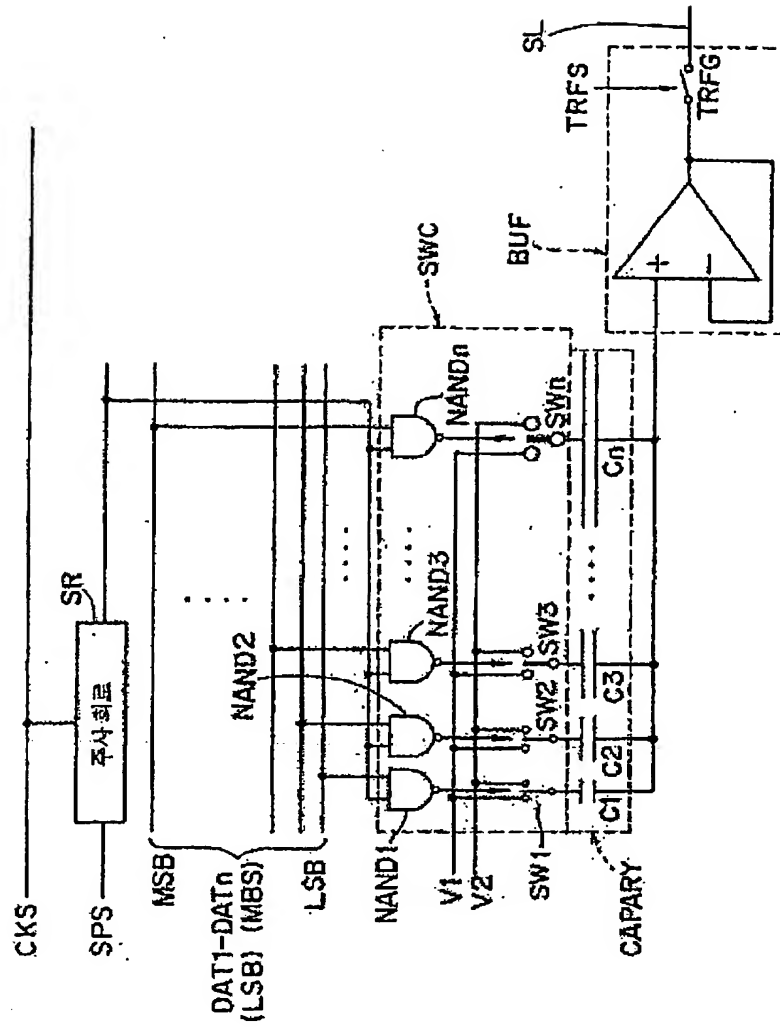 CKS
SPS
SR
주사회로
MSB
DAT1-DATn
(LSB) (MBS)
LSB
NAND1
NAND2
NAND3
NANDn
SWC
V1
V2
SW1
SW2
SW3
SWn
C1
C2
C3
Cn
CAPARY
BUF
+
−
TRFS
TRFG
SL